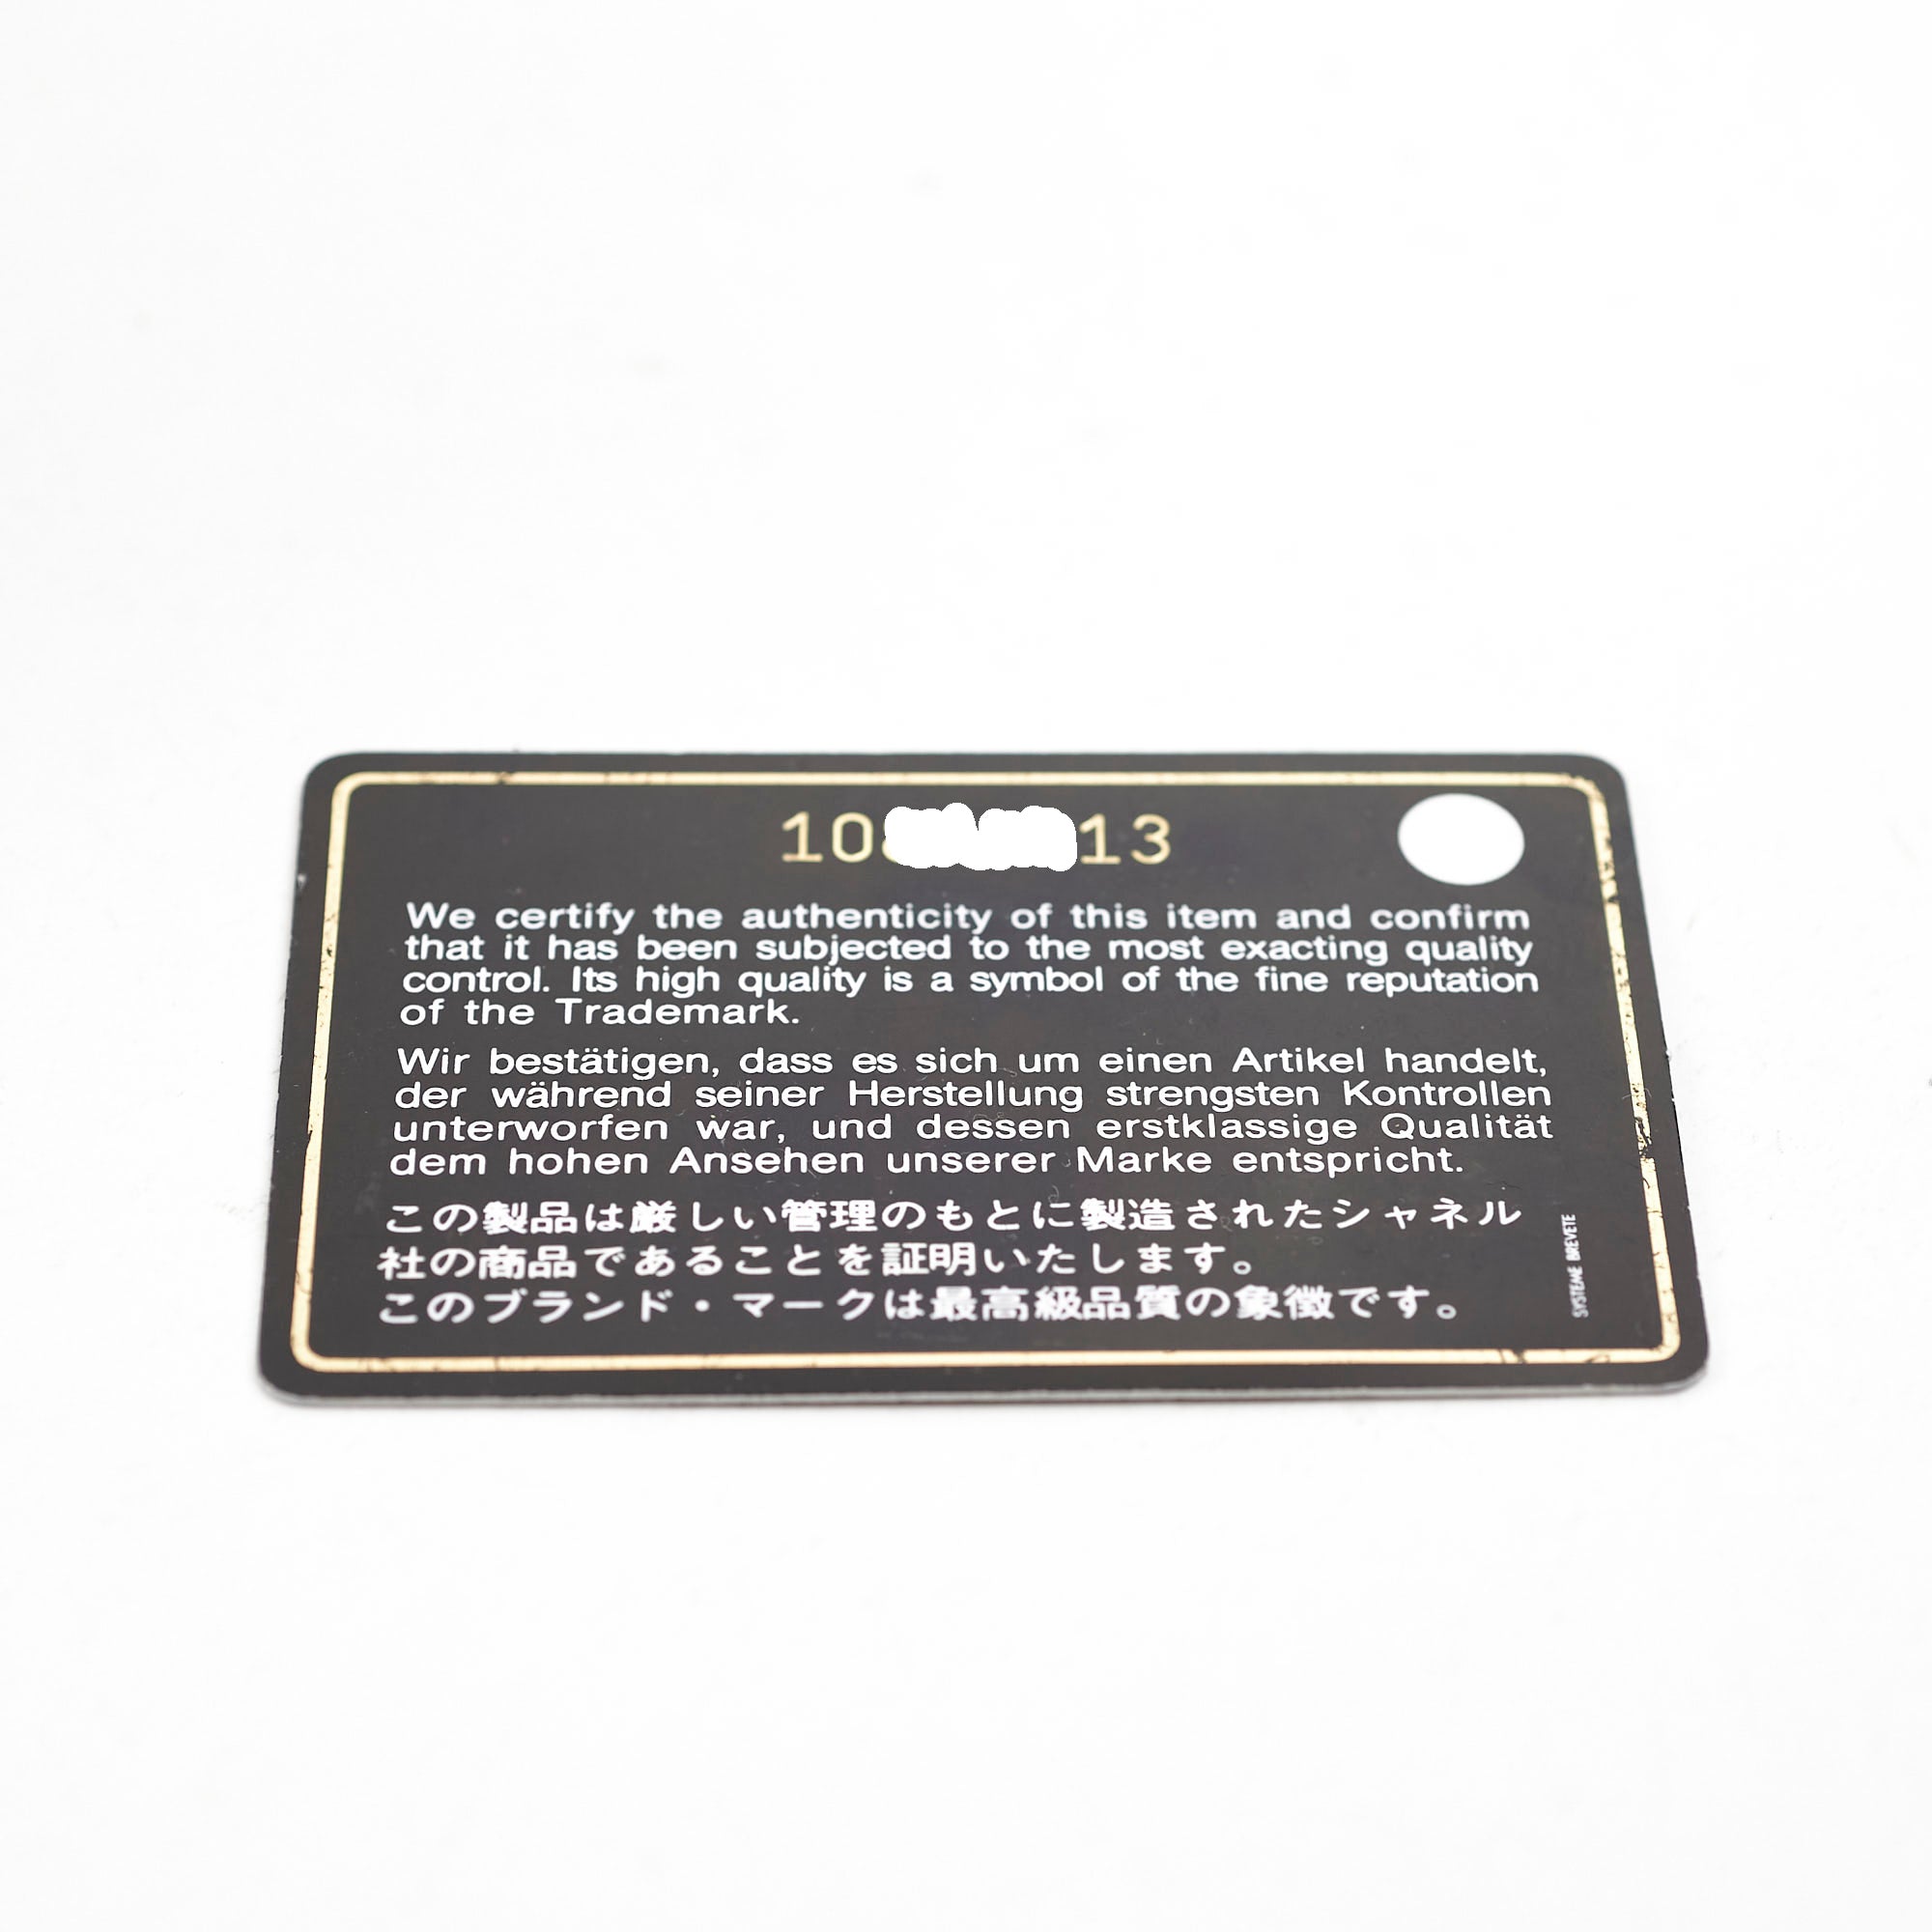 10 13
We certify the authenticity of this item and confirm
that it has been subjected to the most exacting quality
control. Its high quality is a symbol of the fine reputation
of the Trademark.
Wir bestätigen, dass es sich um einen Artikel handelt,
der während seiner Herstellung strengsten Kontrollen
unterworfen war, und dessen erstklassige Qualität
dem hohen Ansehen unserer Marke entspricht.
この製品は厳しい管理のもとに製造されたシャネル
社の商品であることを証明いたします。
このブランド・マークは最高級品質の象徴です。
SYSTEME BREVETE